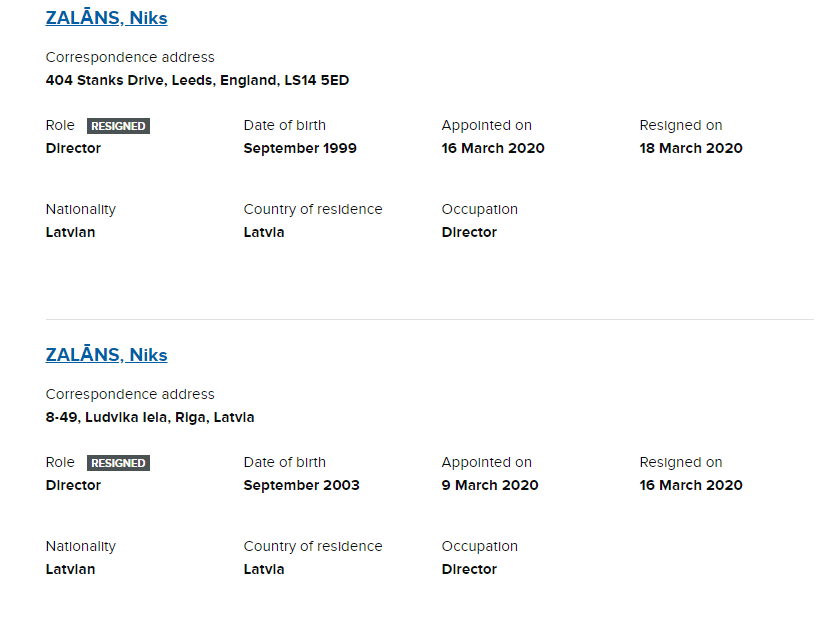 ZALĀNS, Niks
Correspondence address
404 Stanks Drive, Leeds, England, LS14 5ED
Role RESIGNED
Director
Date of birth
September 1999
Appointed on
16 March 2020
Resigned on
18 March 2020
Nationality
Latvian
Country of residence
Latvia
Occupation
Director
ZALĀNS, Niks
Correspondence address
8-49, Ludvika Iela, Riga, Latvia
Role RESIGNED
Director
Date of birth
September 2003
Appointed on
9 March 2020
Resigned on
16 March 2020
Nationality
Latvian
Country of residence
Latvia
Occupation
Director